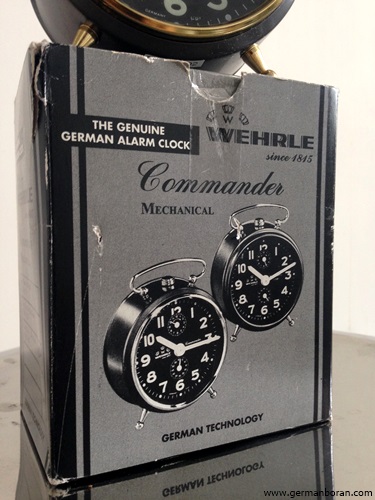 THE GENUINE
GERMAN ALARM CLOCK
W
WEHRLE
since 1815
Commander
MECHANICAL
GERMAN TECHNOLOGY
www.germanboran.com